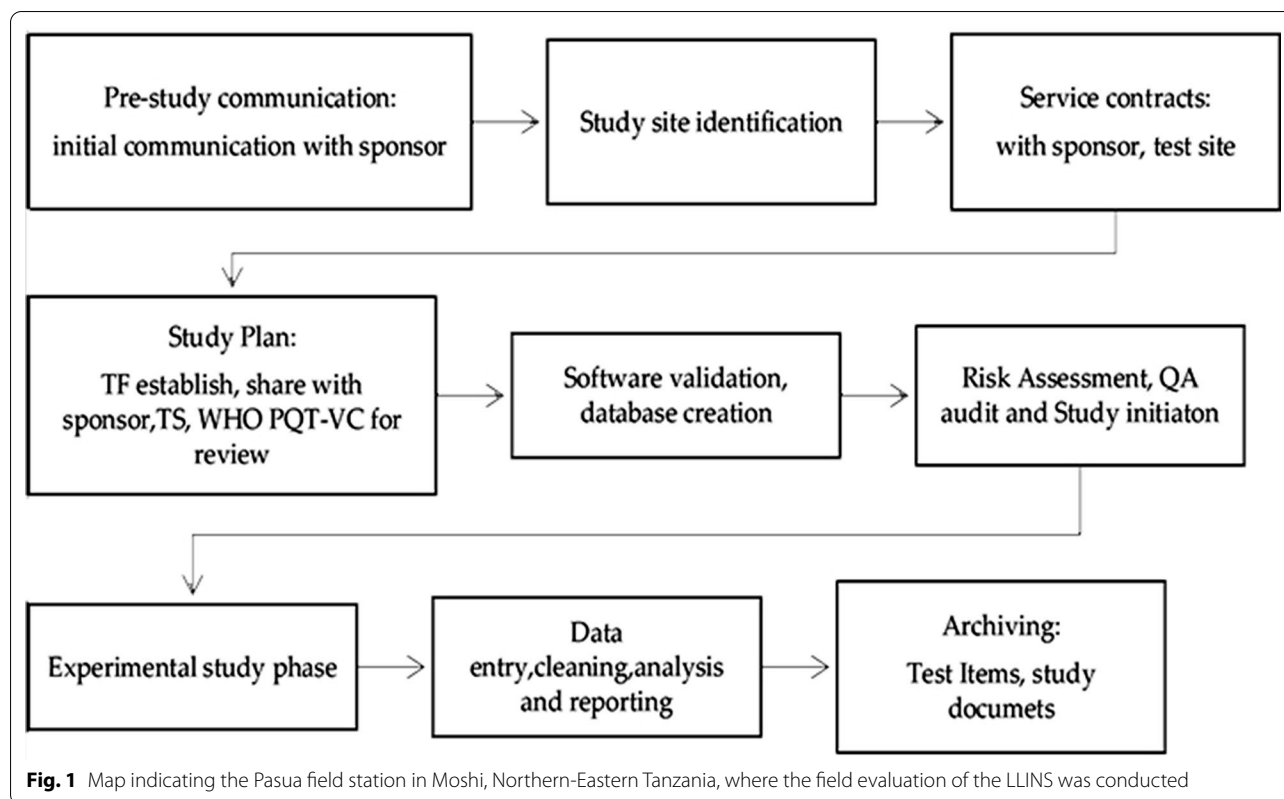 Pre-study communication:
initial communication with sponsor
Study site identification
Service contracts:
with sponsor, test site
Study Plan:
TF establish, share with
sponsor,TS, WHO PQT-VC for
review
Software validation,
database creation
Risk Assessment, QA
audit and Study initiaton
Experimental study phase
Data
entry,cleaning,analysis
and reporting
Archiving:
Test Items, study
documets
Fig. 1 Map indicating the Pasua field station in Moshi, Northern-Eastern Tanzania, where the field evaluation of the LLINS was conducted